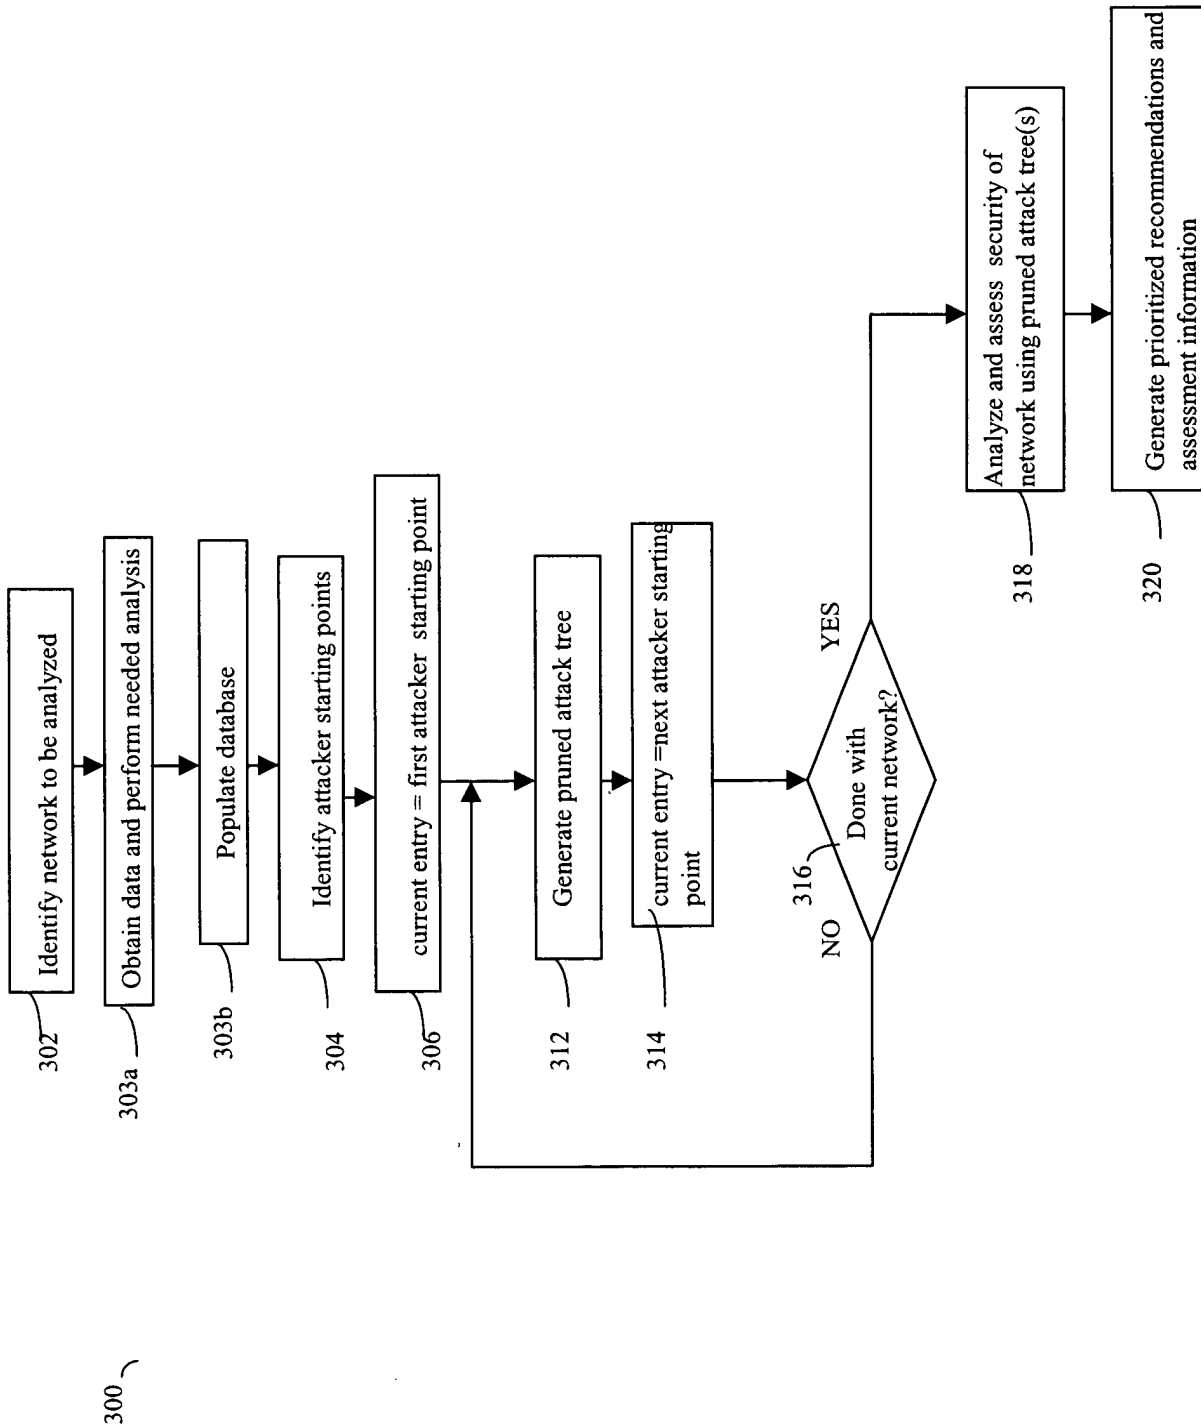 300
302
Identify network to be analyzed
303a
Obtain data and perform needed analysis
303b
Populate database
304
Identify attacker starting points
306
current entry = first attacker starting point
312
Generate pruned attack tree
314
current entry =next attacker starting
point
316
Done with
current network?
NO
YES
318
Analyze and assess security of
network using pruned attack tree(s)
320
Generate prioritized recommendations and
assessment information